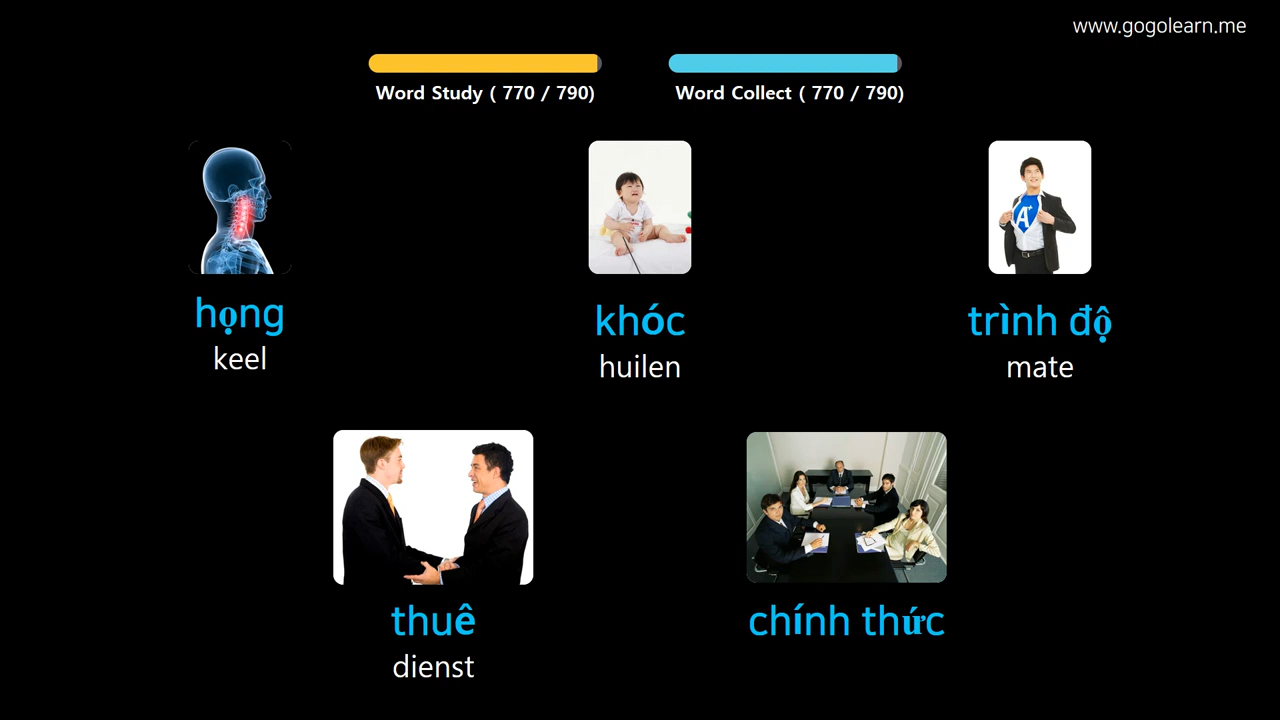 www.gogolearn.me
Word Study ( 770 / 790)
Word Collect ( 770 / 790)
họng
keel
khóc
huilen
A+
trình độ
mate
thuê
dienst
chính thức